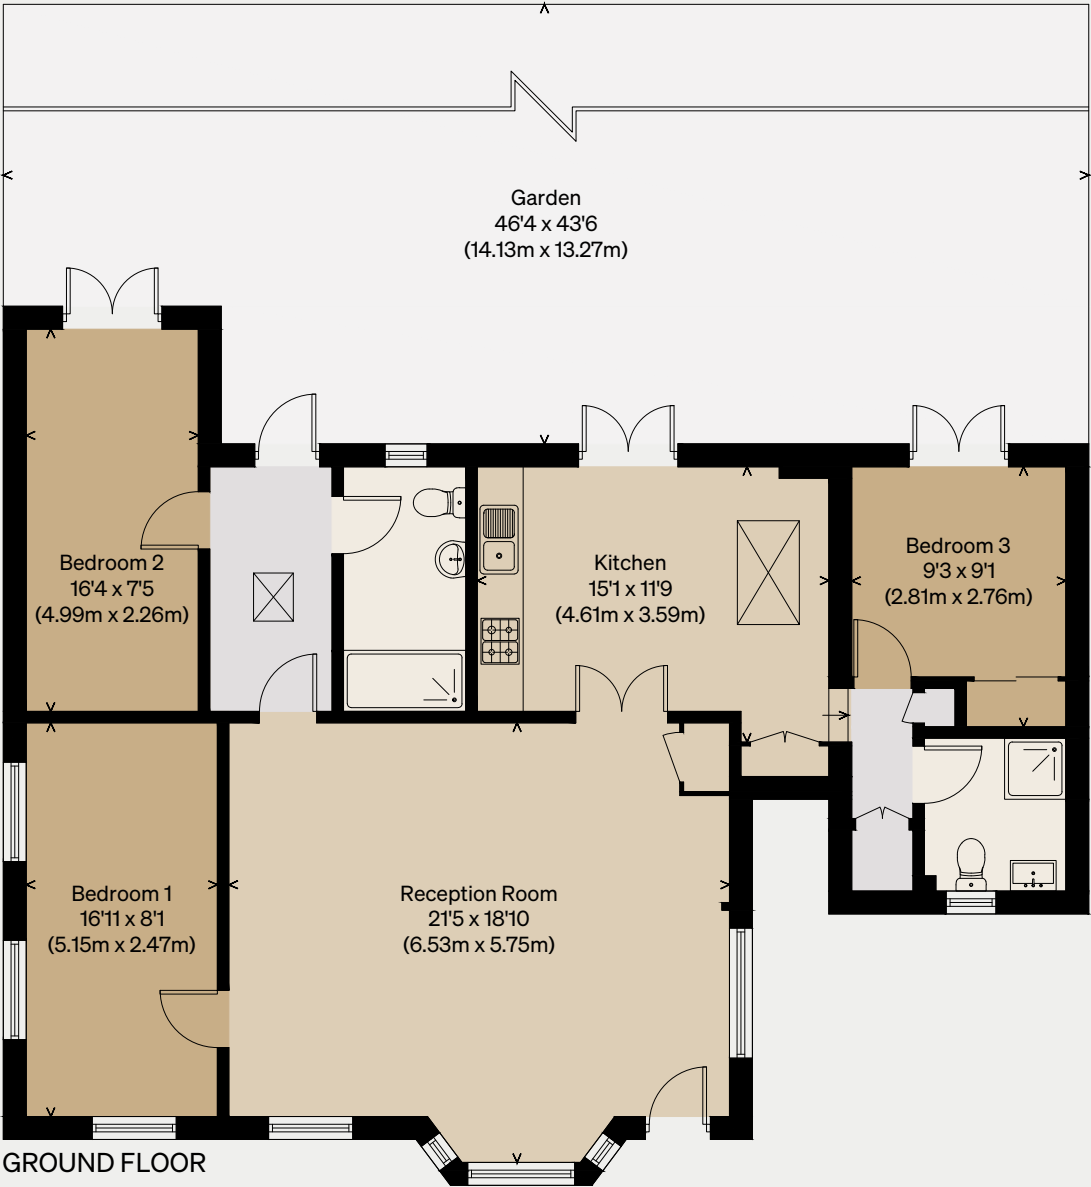 Garden
46'4 x 43'6
(14.13m x 13.27m)
Bedroom 2
16'4 x 7'5
(4.99m x 2.26m)
Kitchen
15'1 x 11'9
(4.61m x 3.59m)
Bedroom 3
9'3 x 9'1
(2.81m x 2.76m)
Bedroom 1
16'11 x 8'1
(5.15m x 2.47m)
Reception Room
21'5 x 18'10
(6.53m x 5.75m)
GROUND FLOOR